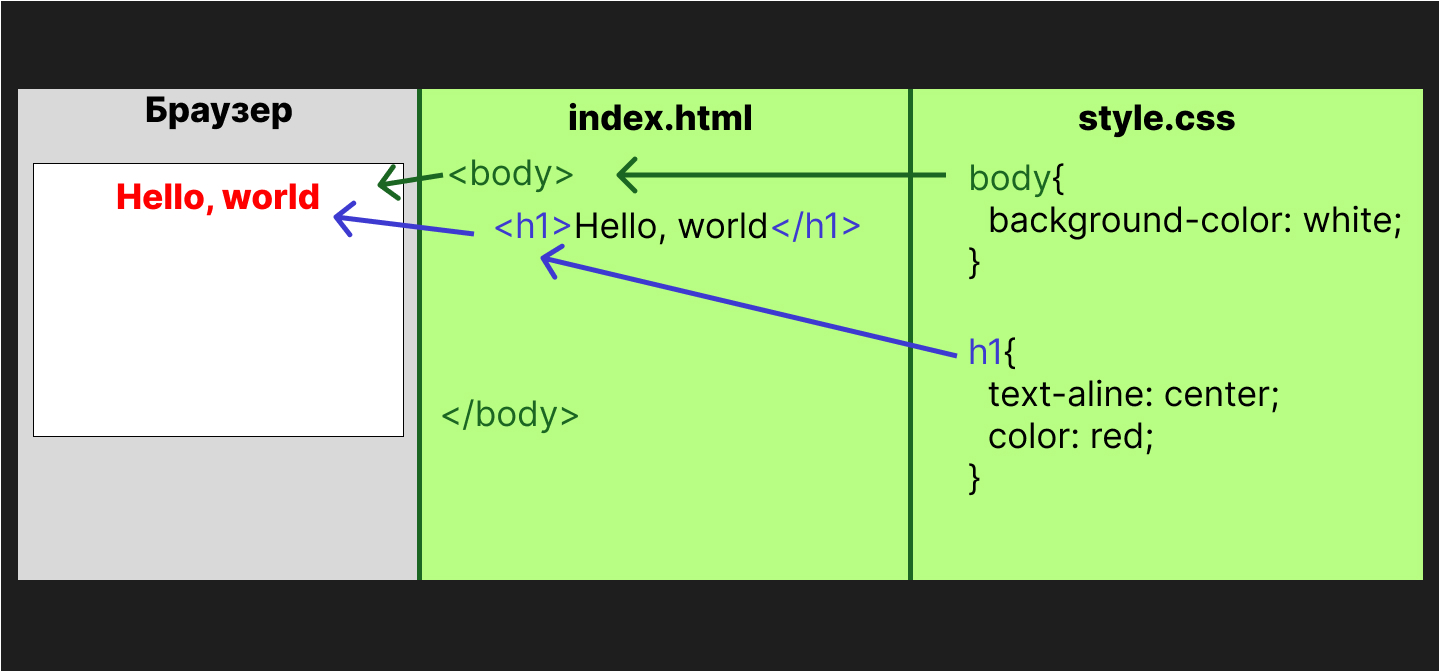 Браузер
Hello, world
index.html
<body>
<h1>Hello, world</h1>
</body>
style.css
body{
background-color: white;
}
h1{
text-aline: center;
color: red;
}